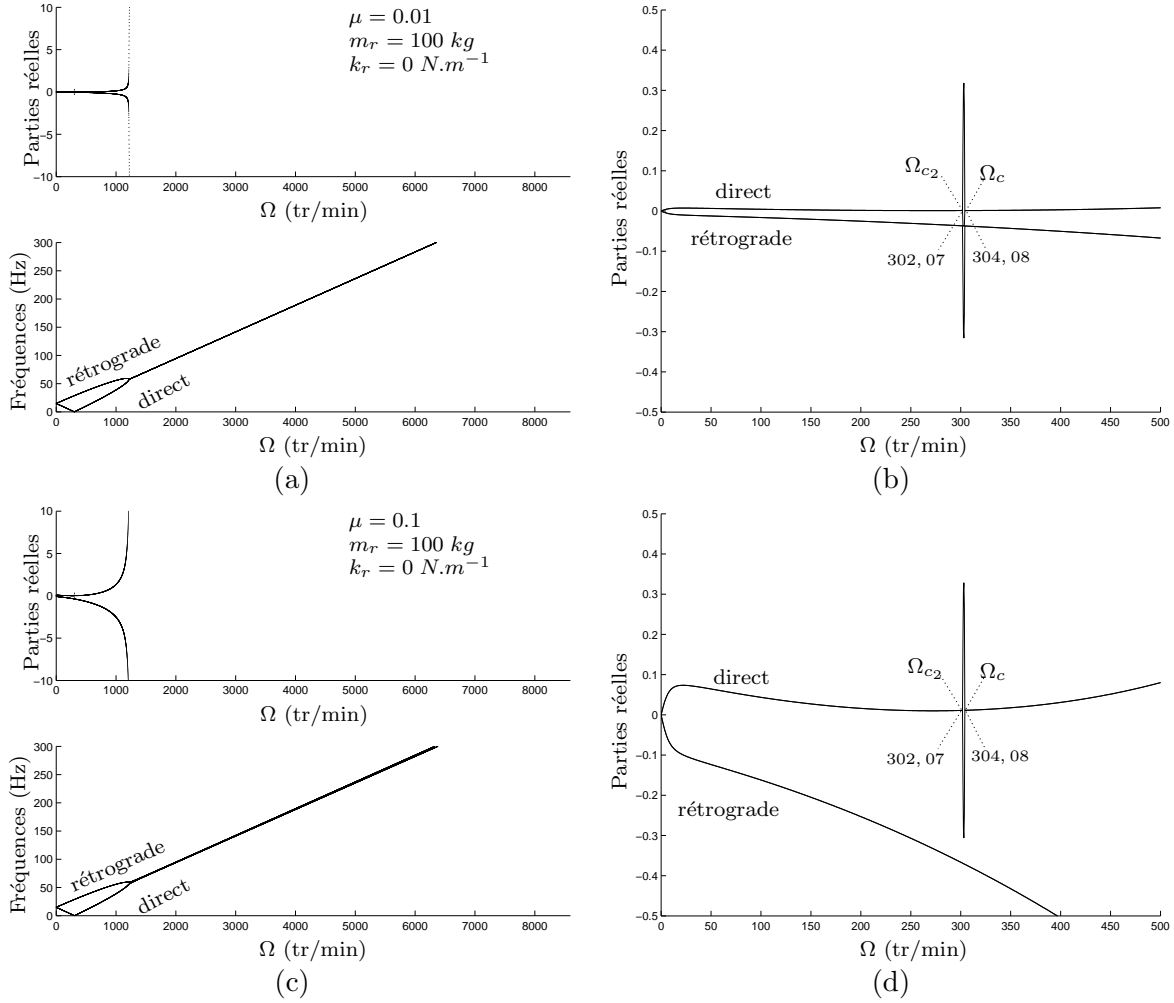 10
5
0
−5
−10
Parties réelles
0 1000 2000 3000 4000 5000 6000 7000 8000
Ω (tr/min)
μ = 0.01
m_r = 100 kg
k_r = 0 N.m^{−1}
300
250
200
150
100
50
0
Fréquences (Hz)
rétrograde
direct
0 1000 2000 3000 4000 5000 6000 7000 8000
Ω (tr/min)
(a)
0.5
0.4
0.3
0.2
0.1
0
−0.1
−0.2
−0.3
−0.4
−0.5
Parties réelles
direct
rétrograde
Ω_{c_2}
Ω_c
302, 07
304, 08
0 50 100 150 200 250 300 350 400 450 500
Ω (tr/min)
(b)
10
5
0
−5
−10
Parties réelles
0 1000 2000 3000 4000 5000 6000 7000 8000
Ω (tr/min)
μ = 0.1
m_r = 100 kg
k_r = 0 N.m^{−1}
300
250
200
150
100
50
0
Fréquences (Hz)
rétrograde
direct
0 1000 2000 3000 4000 5000 6000 7000 8000
Ω (tr/min)
(c)
0.5
0.4
0.3
0.2
0.1
0
−0.1
−0.2
−0.3
−0.4
−0.5
Parties réelles
direct
rétrograde
Ω_{c_2}
Ω_c
302, 07
304, 08
0 50 100 150 200 250 300 350 400 450 500
Ω (tr/min)
(d)